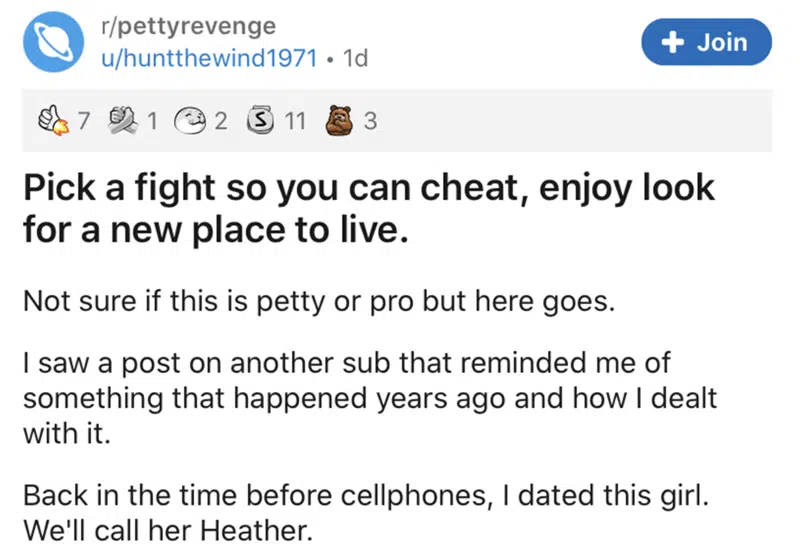 r/pettyrevenge
u/huntthewind1971 • 1d
+ Join
7 1 2 S 11 3
Pick a fight so you can cheat, enjoy look
for a new place to live.
Not sure if this is petty or pro but here goes.
I saw a post on another sub that reminded me of
something that happened years ago and how I dealt
with it.
Back in the time before cellphones, I dated this girl.
We'll call her Heather.